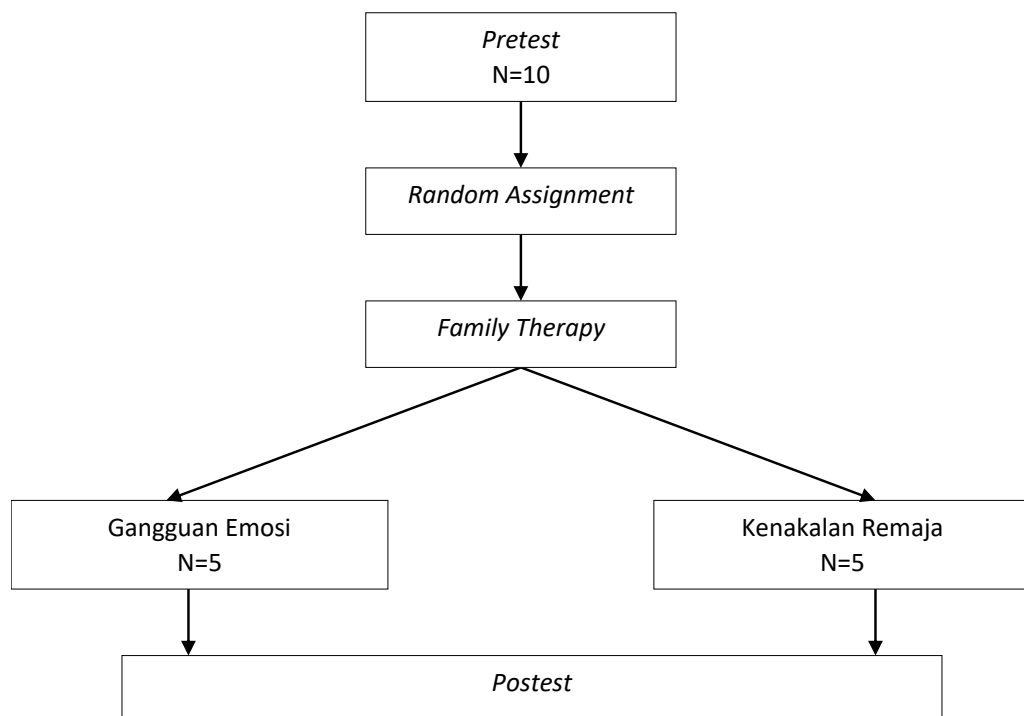 Pretest
N=10
Random Assignment
Family Therapy
Gangguan Emosi
N=5
Kenakalan Remaja
N=5
Postest